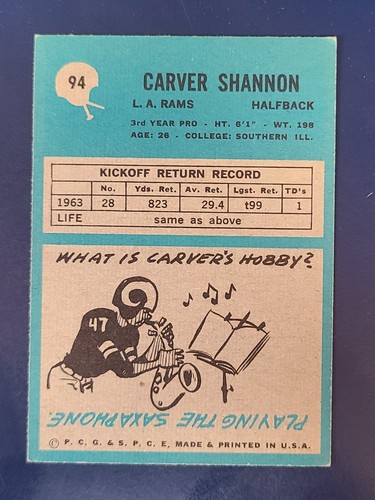 94
CARVER SHANNON
L. A. RAMS HALFBACK
3rd YEAR PRO - HT. 6'1" - WT. 198
AGE: 26 - COLLEGE: SOUTHERN ILL.
KICKOFF RETURN RECORD
No. Yds. Ret. Av. Ret. Lgst. Ret. TD's
1963 28 823 29.4 t99 1
LIFE same as above
WHAT IS CARVER'S HOBBY?
47
PLAYING THE SAXAPHONE.
© P. C. G. & S. P. C. E, MADE & PRINTED IN U.S.A.